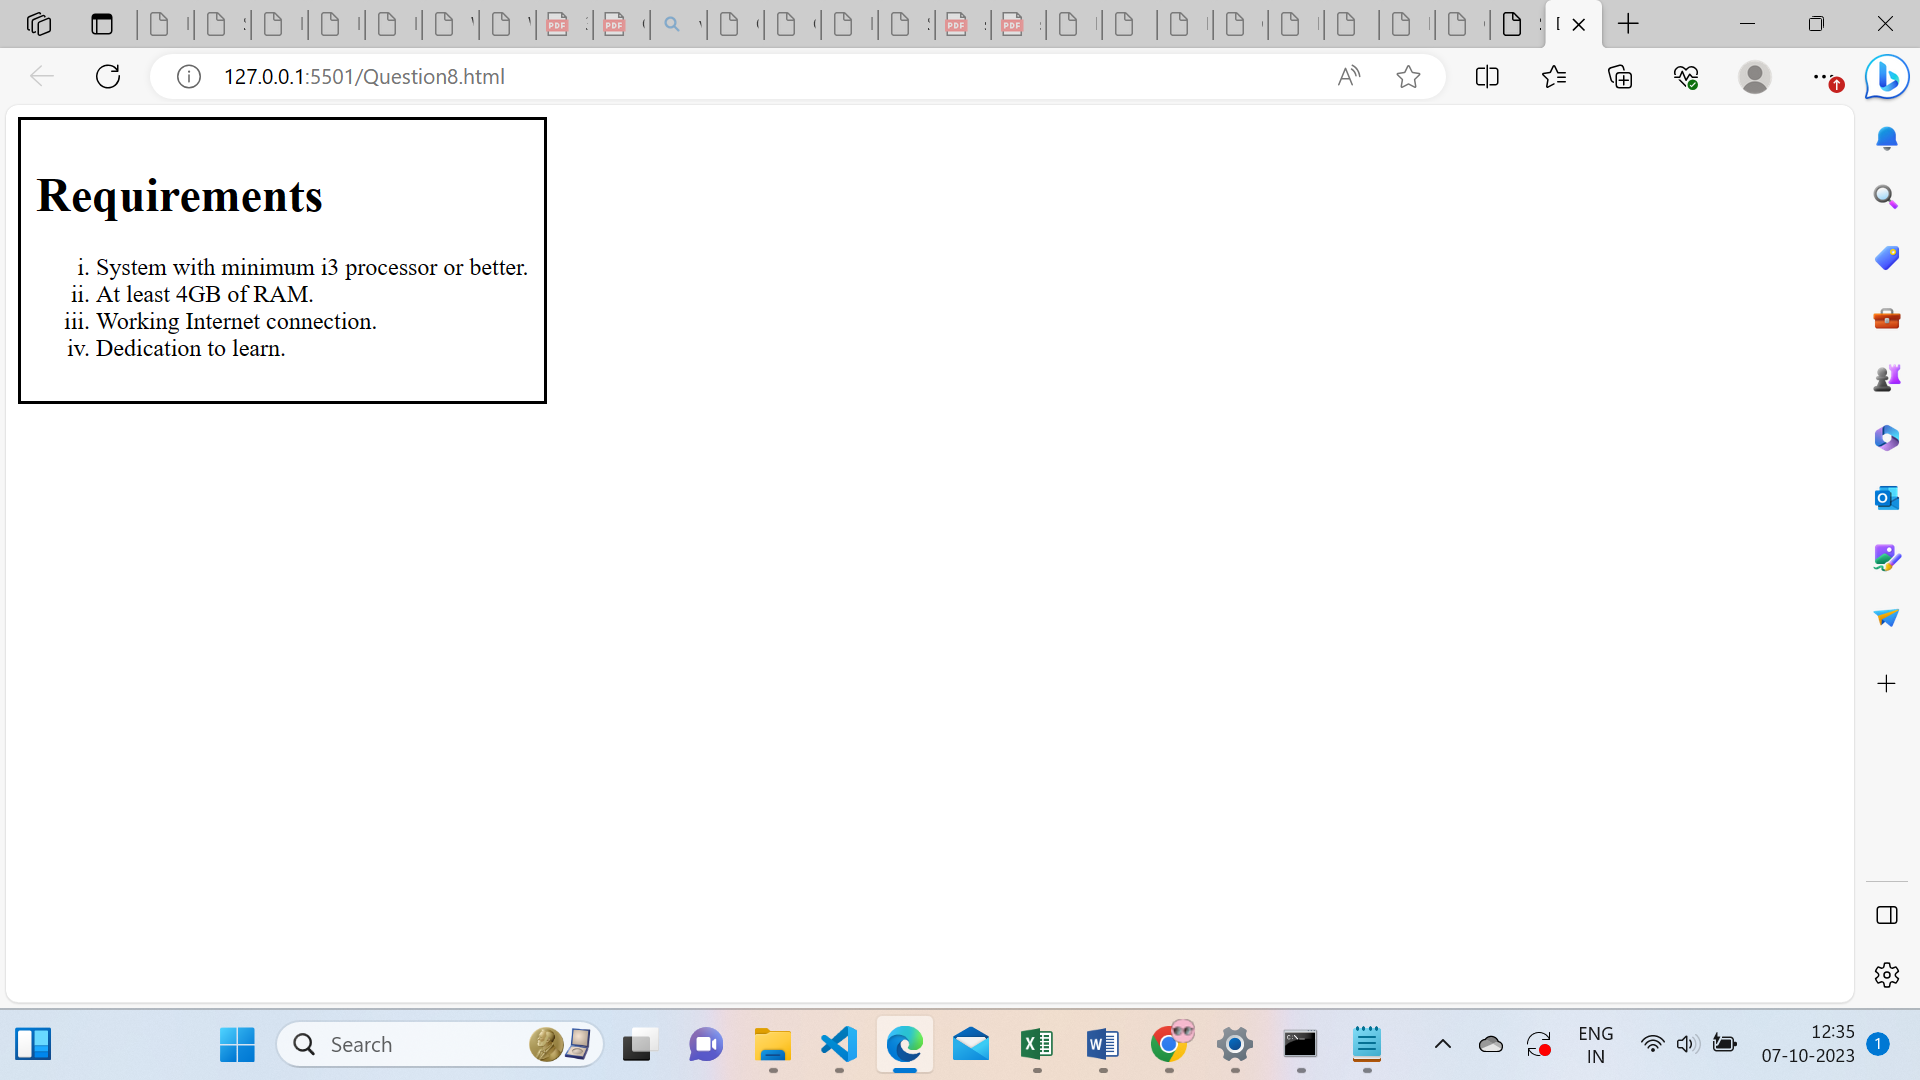 127.0.0.1:5501/Question8.html
Requirements
i. System with minimum i3 processor or better.
ii. At least 4GB of RAM.
iii. Working Internet connection.
iv. Dedication to learn.
Search
ENG
IN
12:35
07-10-2023
1